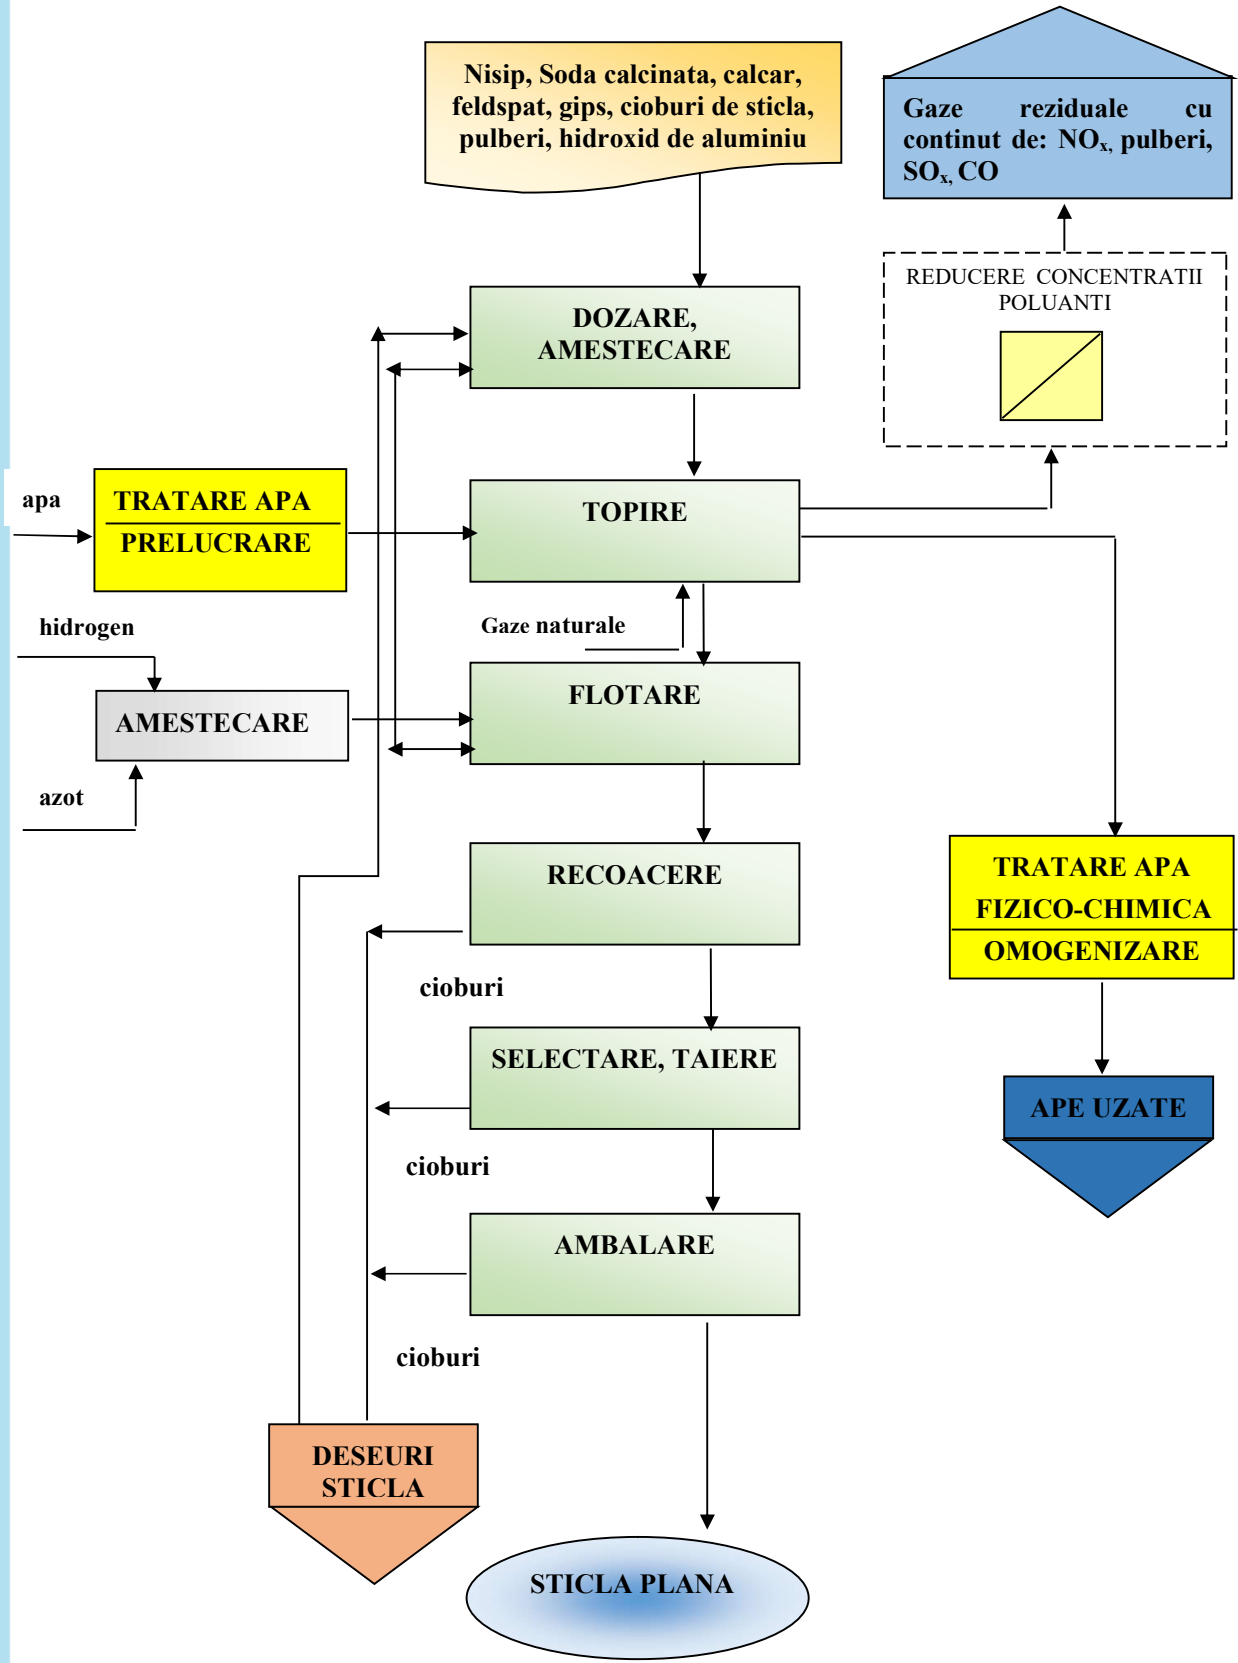 Nisip, Soda calcinata, calcar,
feldspat, gips, cioburi de sticla,
pulberi, hidroxid de aluminiu
Gaze reziduale cu
continut de: NOx, pulberi,
SOx, CO
REDUCERE CONCENTRATII
POLUANTI
DOZARE,
AMESTECARE
apa
TRATARE APA
PRELUCRARE
TOPIRE
hidrogen
Gaze naturale
AMESTECARE
FLOTARE
azot
RECOACERE
TRATARE APA
FIZICO-CHIMICA
OMOGENIZARE
cioburi
SELECTARE, TAIERE
APE UZATE
cioburi
AMBALARE
cioburi
DESEURI
STICLA
STICLA PLANA